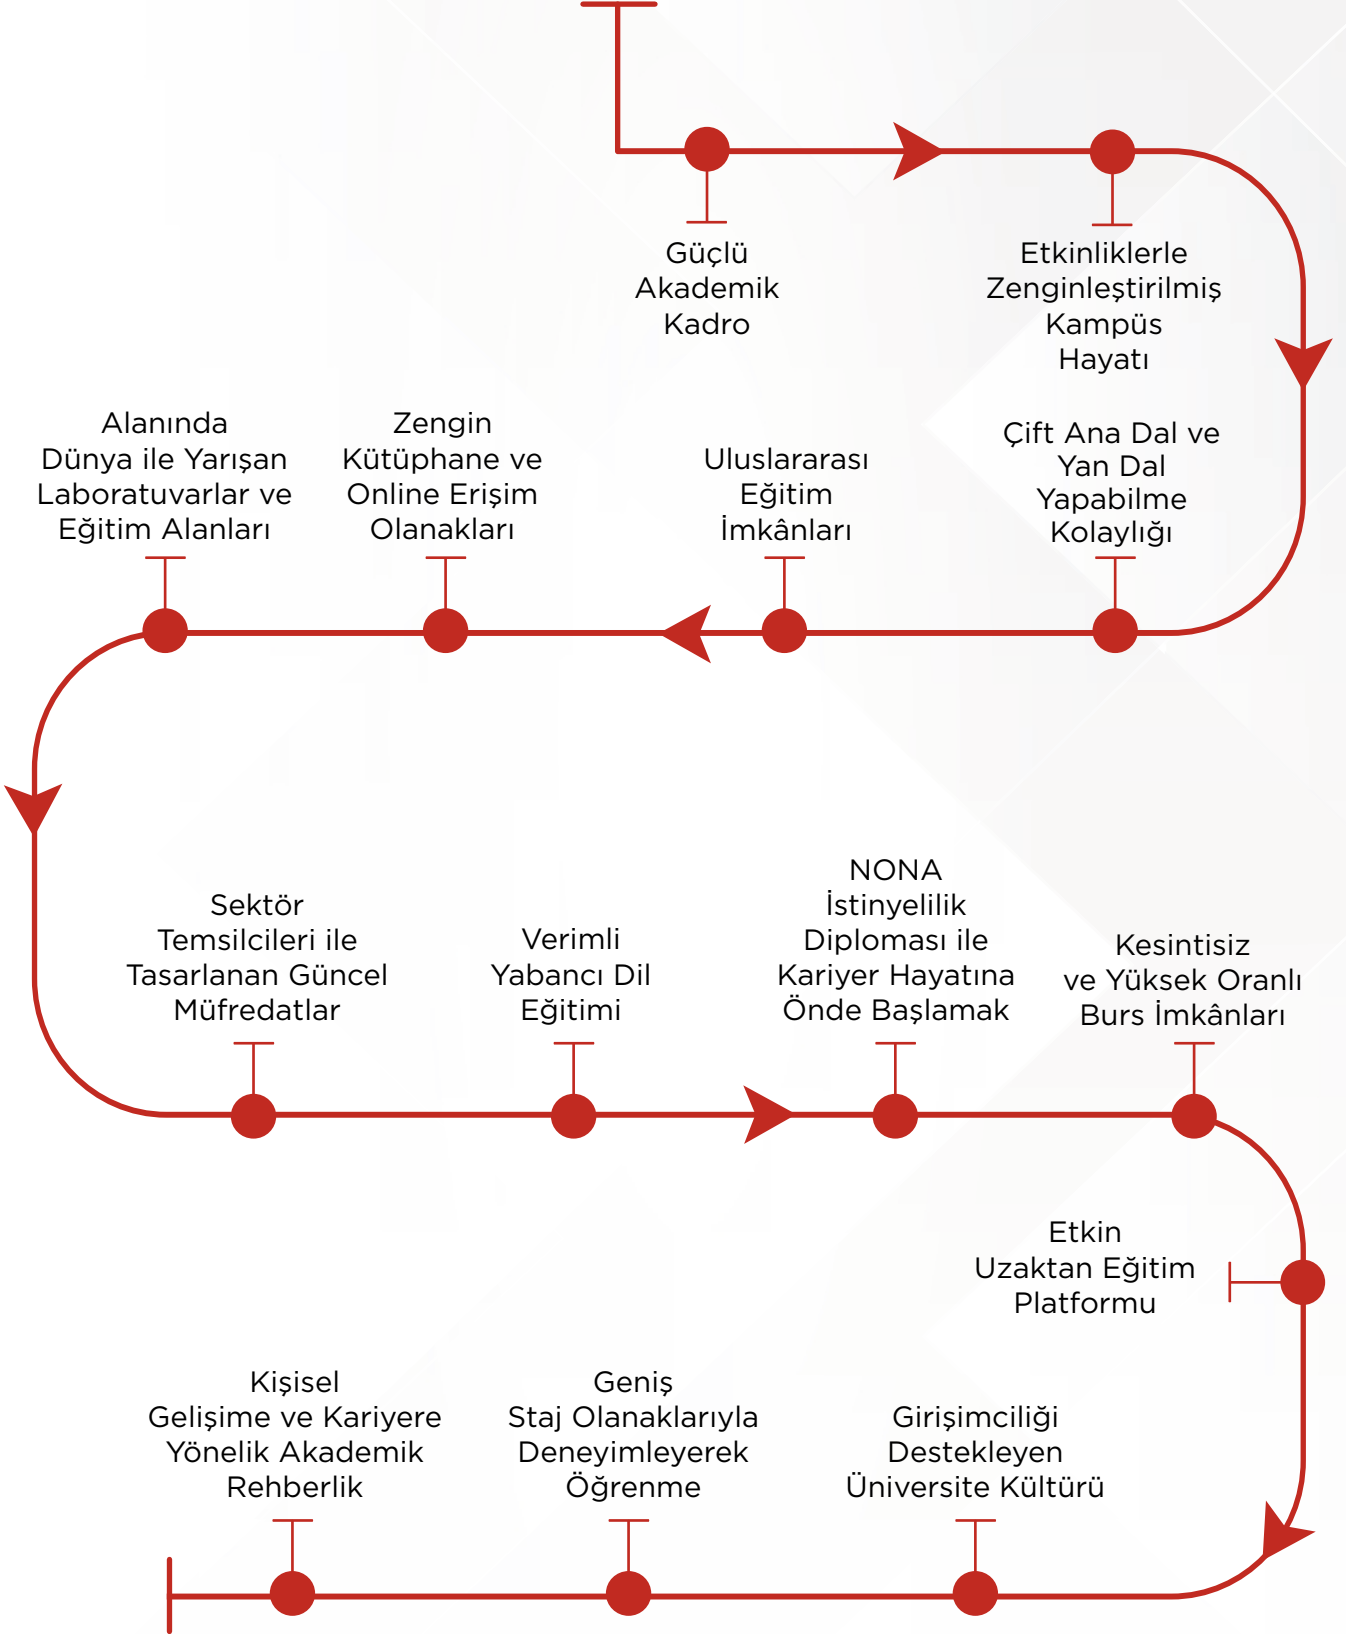 Güçlü
Akademik
Kadro
Etkinliklerle
Zenginleştirilmiş
Kampüs
Hayatı
Çift Ana Dal ve
Yan Dal
Yapabilme
Kolaylığı
Uluslararası
Eğitim
İmkânları
Zengin
Kütüphane ve
Online Erişim
Olanakları
Alanında
Dünya ile Yarışan
Laboratuvarlar ve
Eğitim Alanları
Sektör
Temsilcileri ile
Tasarlanan Güncel
Müfredatlar
Verimli
Yabancı Dil
Eğitimi
NONA
İstinyelilik
Diploması ile
Kariyer Hayatına
Önde Başlamak
Kesintisiz
ve Yüksek Oranlı
Burs İmkânları
Etkin
Uzaktan Eğitim
Platformu
Girişimciliği
Destekleyen
Üniversite Kültürü
Geniş
Staj Olanaklarıyla
Deneyimleyerek
Öğrenme
Kişisel
Gelişime ve Kariyere
Yönelik Akademik
Rehberlik